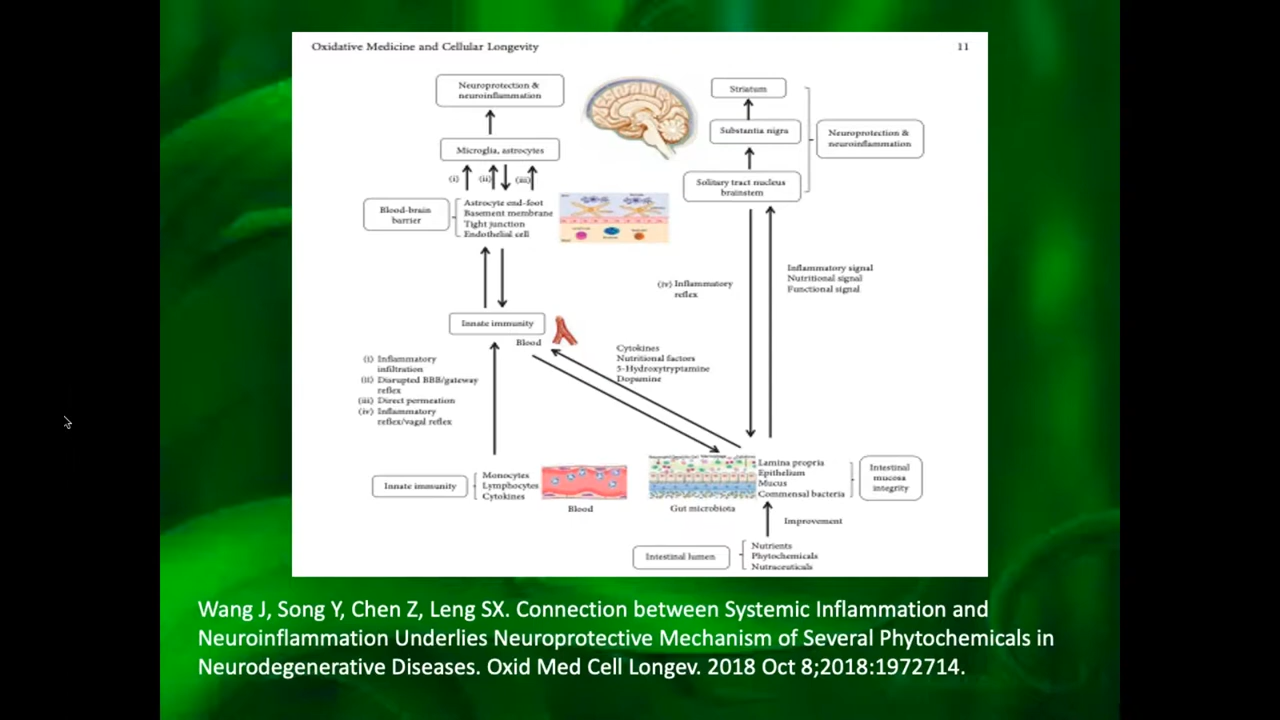 Oxidative Medicine and Cellular Longevity
11
Neuroprotection &
neuroinflammation
Microglia, astrocytes
(i)
(ii)
(iii)
Blood-brain
barrier
Astrocyte end-foot
Basement membrane
Tight junction
Endothelial cell
Innate immunity
Blood
(i) Inflammatory
infiltration
(ii) Disrupted BBB/gateway
reflex
(iii) Direct permeation
(iv) Inflammatory
reflex/vagal reflex
Innate immunity
Monocytes
Lymphocytes
Cytokines
Blood
Striatum
Substantia nigra
Solitary tract nucleus
brainstem
Neuroprotection &
neuroinflammation
(iv) Inflammatory
reflex
Inflammatory signal
Nutritional signal
Functional signal
Cytokines
Nutritional factors
5-Hydroxytryptamine
Dopamine
Gut microbiota
Lamina propria
Epithelium
Mucus
Commensal bacteria
Intestinal
mucosa
integrity
Improvement
Intestinal lumen
Nutrients
Phytochemicals
Nutraceuticals
Wang J, Song Y, Chen Z, Leng SX. Connection between Systemic Inflammation and
Neuroinflammation Underlies Neuroprotective Mechanism of Several Phytochemicals in
Neurodegenerative Diseases. Oxid Med Cell Longev. 2018 Oct 8;2018:1972714.